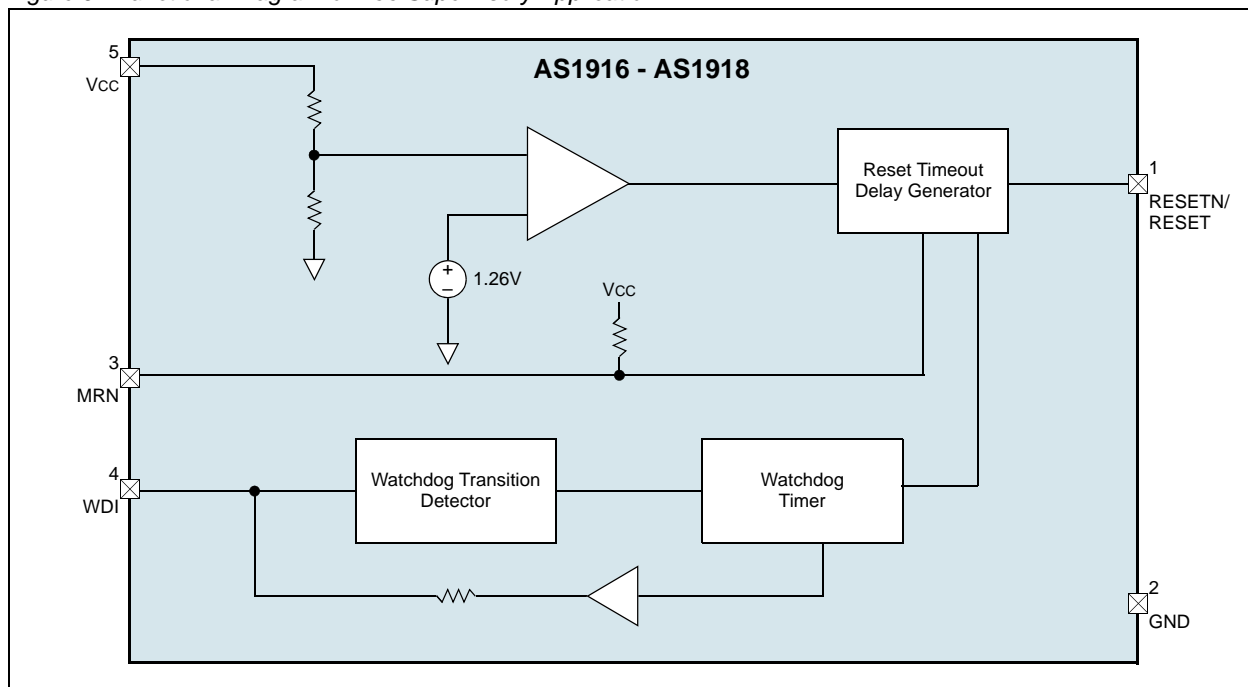 AS1916 - AS1918
5
VCC
Reset Timeout
Delay Generator
1
RESETN/
RESET
+
–
1.26V
VCC
3
MRN
4
WDI
Watchdog Transition
Detector
Watchdog
Timer
2
GND